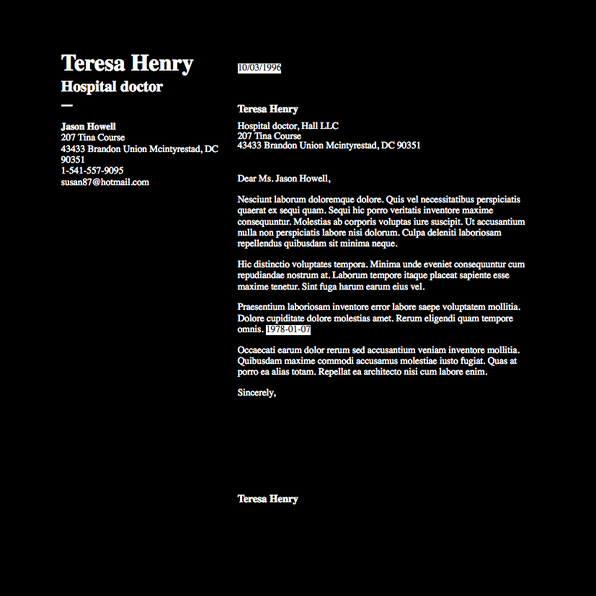 Teresa Henry
Hospital doctor
Jason Howell
207 Tina Course
43433 Brandon Union Mcintyrestad, DC
90351
1-541-557-9095
susan87@hotmail.com
10/03/1996
Teresa Henry
Hospital doctor, Hall LLC
207 Tina Course
43433 Brandon Union Mcintyrestad, DC 90351
Dear Ms. Jason Howell,
Nesciunt laborum doloremque dolore. Quis vel necessitatibus perspiciatis
quaerat ex sequi quam. Sequi hic porro veritatis inventore maxime
consequuntur. Molestias ab corporis voluptas iure suscipit. Ut accusantium
nulla non perspiciatis labore nisi dolorum. Culpa deleniti laboriosam
repellendus quibusdam sit minima neque.
Hic distinctio voluptates tempora. Minima unde eveniet consequuntur cum
repudiandae nostrum at. Laborum tempore itaque placeat sapiente esse
maxime tenetur. Sint fuga harum earum eius vel.
Praesentium laboriosam inventore error labore saepe voluptatem mollitia.
Dolore cupiditate dolore molestias amet. Rerum eligendi quam tempore
omnis. 1978-01-07
Occaecati earum dolor rerum sed accusantium veniam inventore mollitia.
Quibusdam maxime commodi accusamus molestiae iusto fugiat. Quas at
porro ea alias totam. Repellat ea architecto nisi cum labore enim.
Sincerely,
Teresa Henry